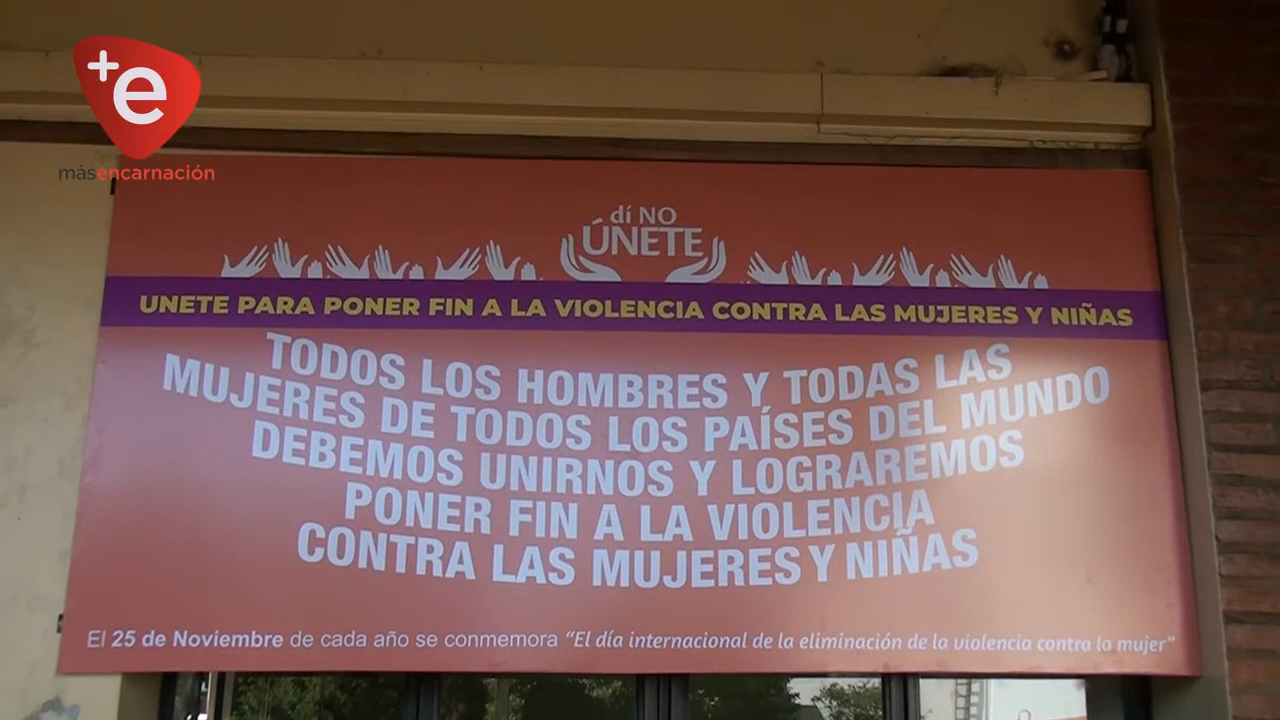 +e
másencarnación
dí NO
ÚNETE
UNETE PARA PONER FIN A LA VIOLENCIA CONTRA LAS MUJERES Y NIÑAS
TODOS LOS HOMBRES Y TODAS LAS
MUJERES DE TODOS LOS PAÍSES DEL MUNDO
DEBEMOS UNIRNOS Y LOGRAREMOS
PONER FIN A LA VIOLENCIA
CONTRA LAS MUJERES Y NIÑAS
El 25 de Noviembre de cada año se conmemora “El día internacional de la eliminación de la violencia contra la mujer”